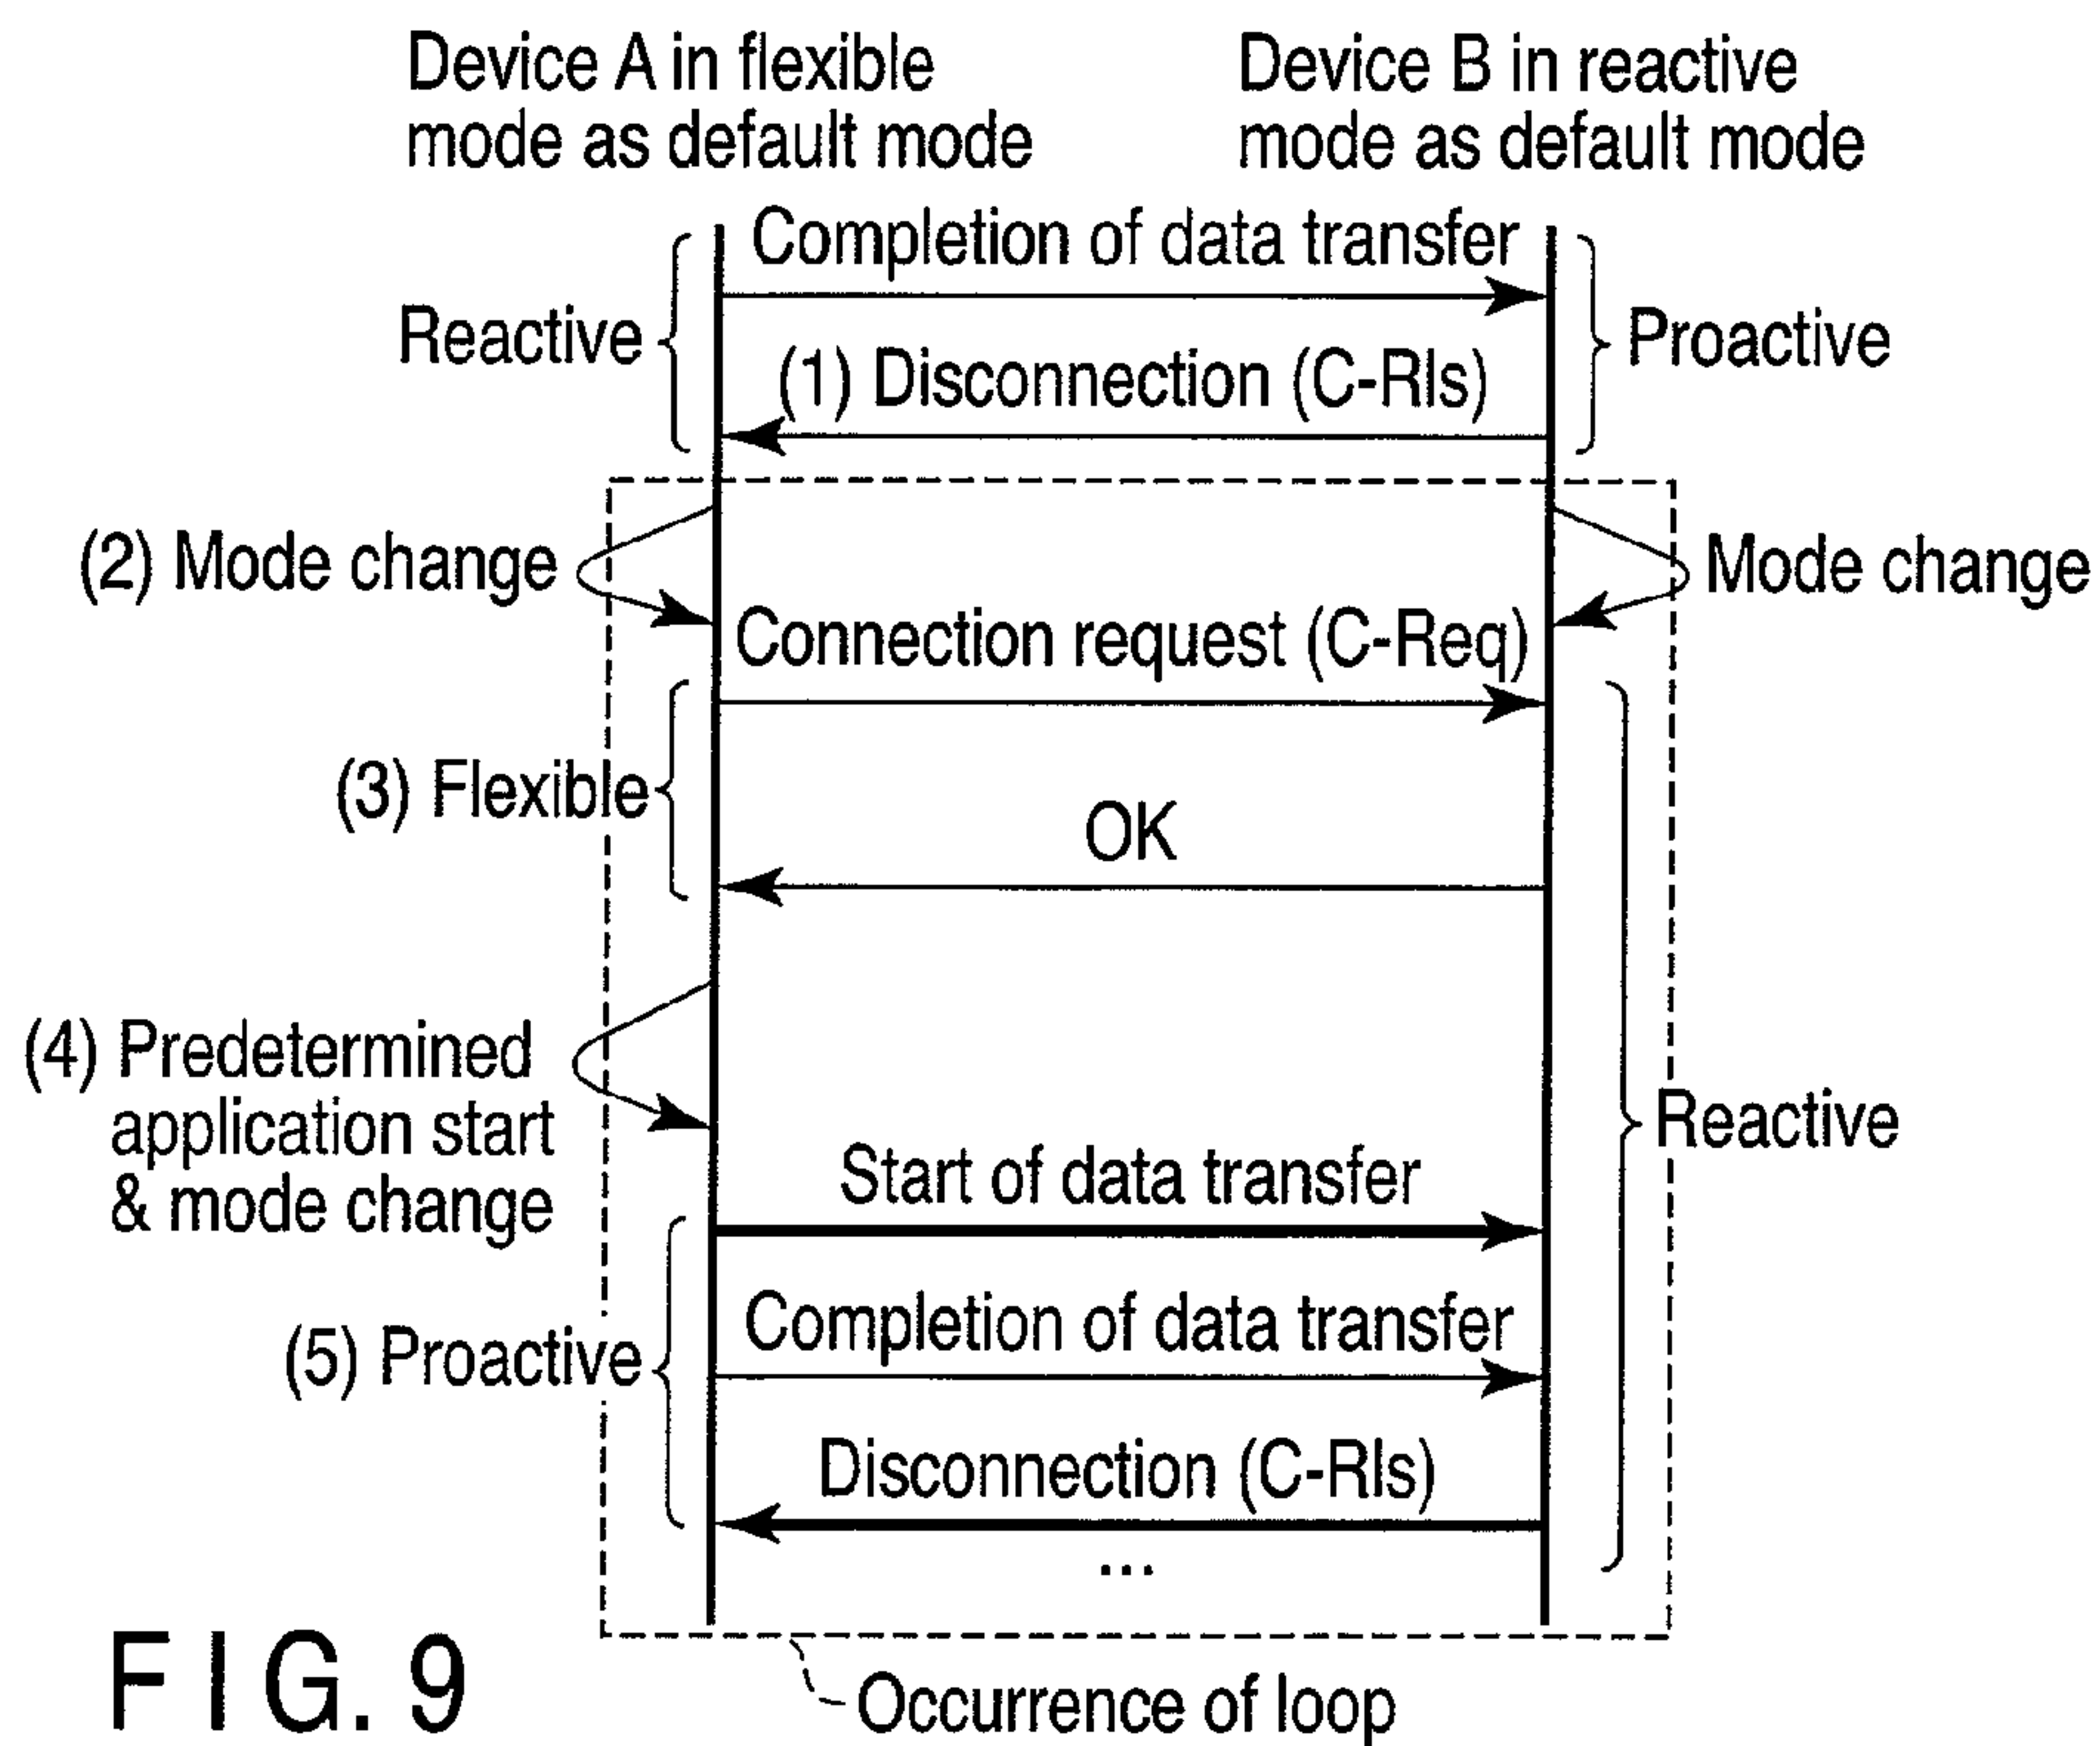 Device A in flexible
mode as default mode
Device B in reactive
mode as default mode
Completion of data transfer
Reactive
Proactive
(1) Disconnection (C-Rls)
(2) Mode change
Mode change
Connection request (C-Req)
(3) Flexible
OK
(4) Predetermined
application start
& mode change
Reactive
Start of data transfer
Completion of data transfer
(5) Proactive
Disconnection (C-Rls)
...
Occurrence of loop
FIG. 9